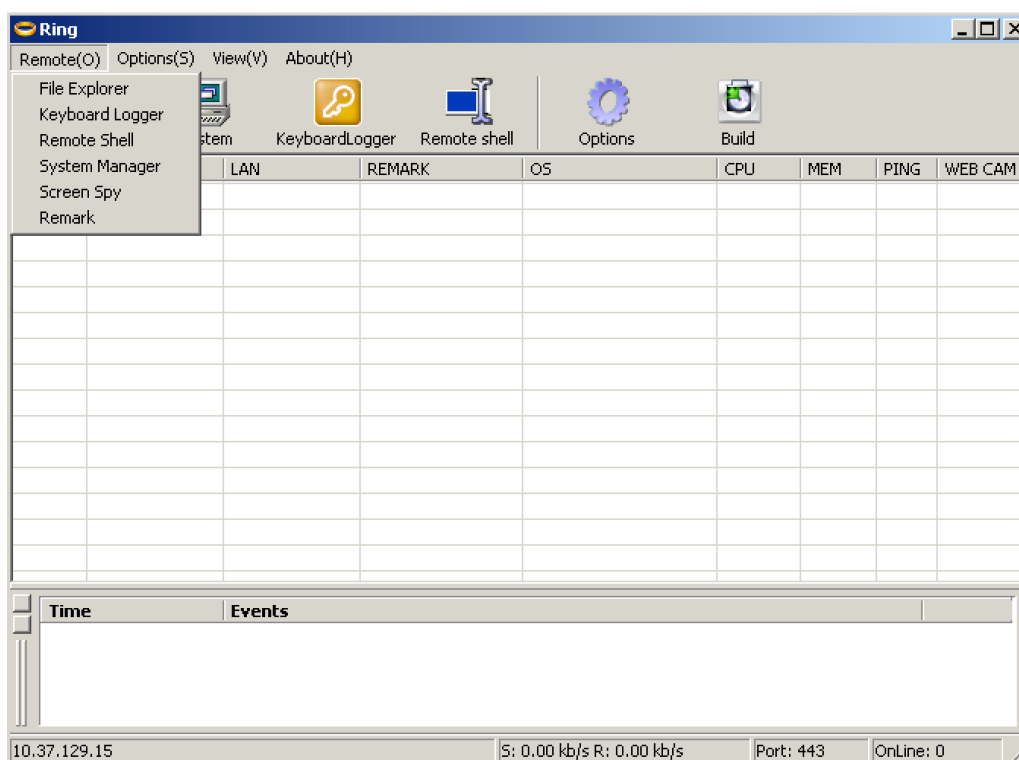 Ring
Remote(O) Options(S) View(V) About(H)
File Explorer
Keyboard Logger
Remote Shell
System Manager
Screen Spy
Remark
stem KeyboardLogger Remote shell Options Build
LAN REMARK OS CPU MEM PING WEB CAM
Time Events
10.37.129.15 S: 0.00 kb/s R: 0.00 kb/s Port: 443 OnLine: 0